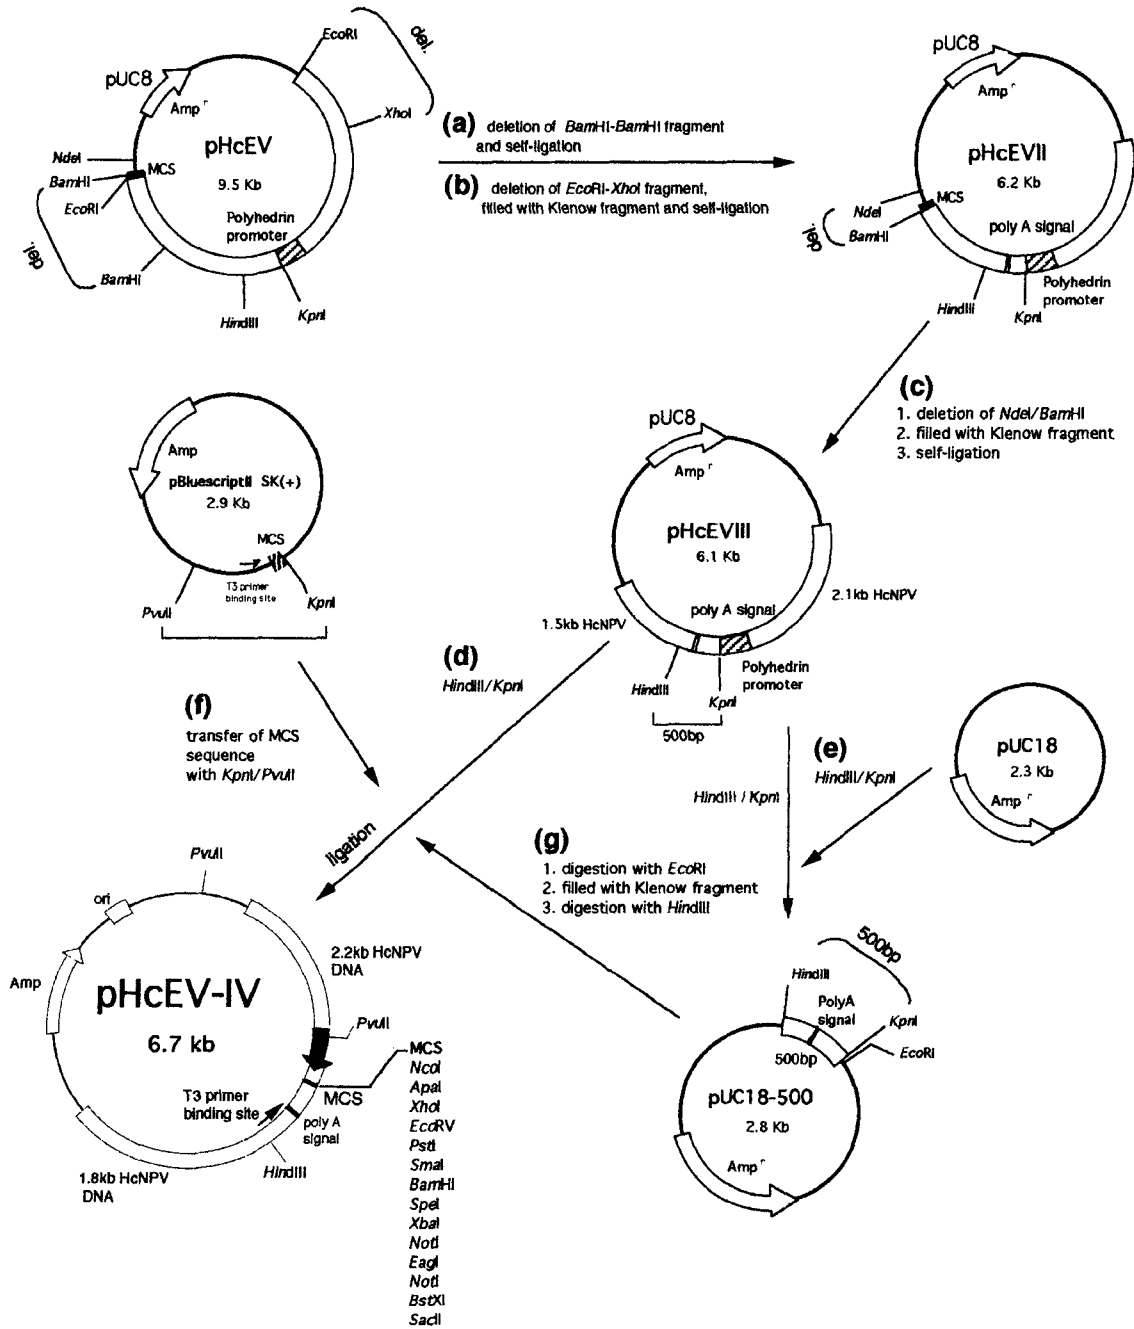 EcoRI
del.
XhoI
pUC8
Amp r
pHcEV
9.5 Kb
NdeI
BamHI
MCS
EcoRI
del.
BamHI
Polyhedrin
promoter
HindIII
KpnI
(a) deletion of BamHI-BamHI fragment
and self-ligation
(b) deletion of EcoRI-XhoI fragment,
filled with Klenow fragment and self-ligation
pUC8
Amp r
pHcEVII
6.2 Kb
NdeI
MCS
BamHI
del.
poly A signal
Polyhedrin
promoter
HindIII
KpnI
(c)
1. deletion of NdeI/BamHI
2. filled with Klenow fragment
3. self-ligation
Amp
pBluescriptII SK(+)
2.9 Kb
MCS
T3 primer
binding site
PvuII
KpnI
pUC8
Amp r
pHcEVIII
6.1 Kb
1.5kb HcNPV
poly A signal
2.1kb HcNPV
Polyhedrin
promoter
HindIII
KpnI
500bp
(d)
HindIII/KpnI
(f)
transfer of MCS
sequence
with KpnI/PvuII
ligation
HindIII / KpnI
(e)
HindIII/KpnI
pUC18
2.3 Kb
Amp r
(g)
1. digestion with EcoRI
2. filled with Klenow fragment
3. digestion with HindIII
500bp
HindIII
PolyA
signal
KpnI
EcoRI
500bp
pUC18-500
2.8 Kb
Amp r
PvuII
ori
Amp
2.2kb HcNPV
DNA
pHcEV-IV
6.7 kb
PvuII
T3 primer
binding site
MCS
poly A
signal
HindIII
1.8kb HcNPV
DNA
MCS
NcoI
ApaI
XhoI
EcoRV
PstI
SmaI
BamHI
SpeI
XbaI
NotI
EagI
NotI
BstXI
SacII